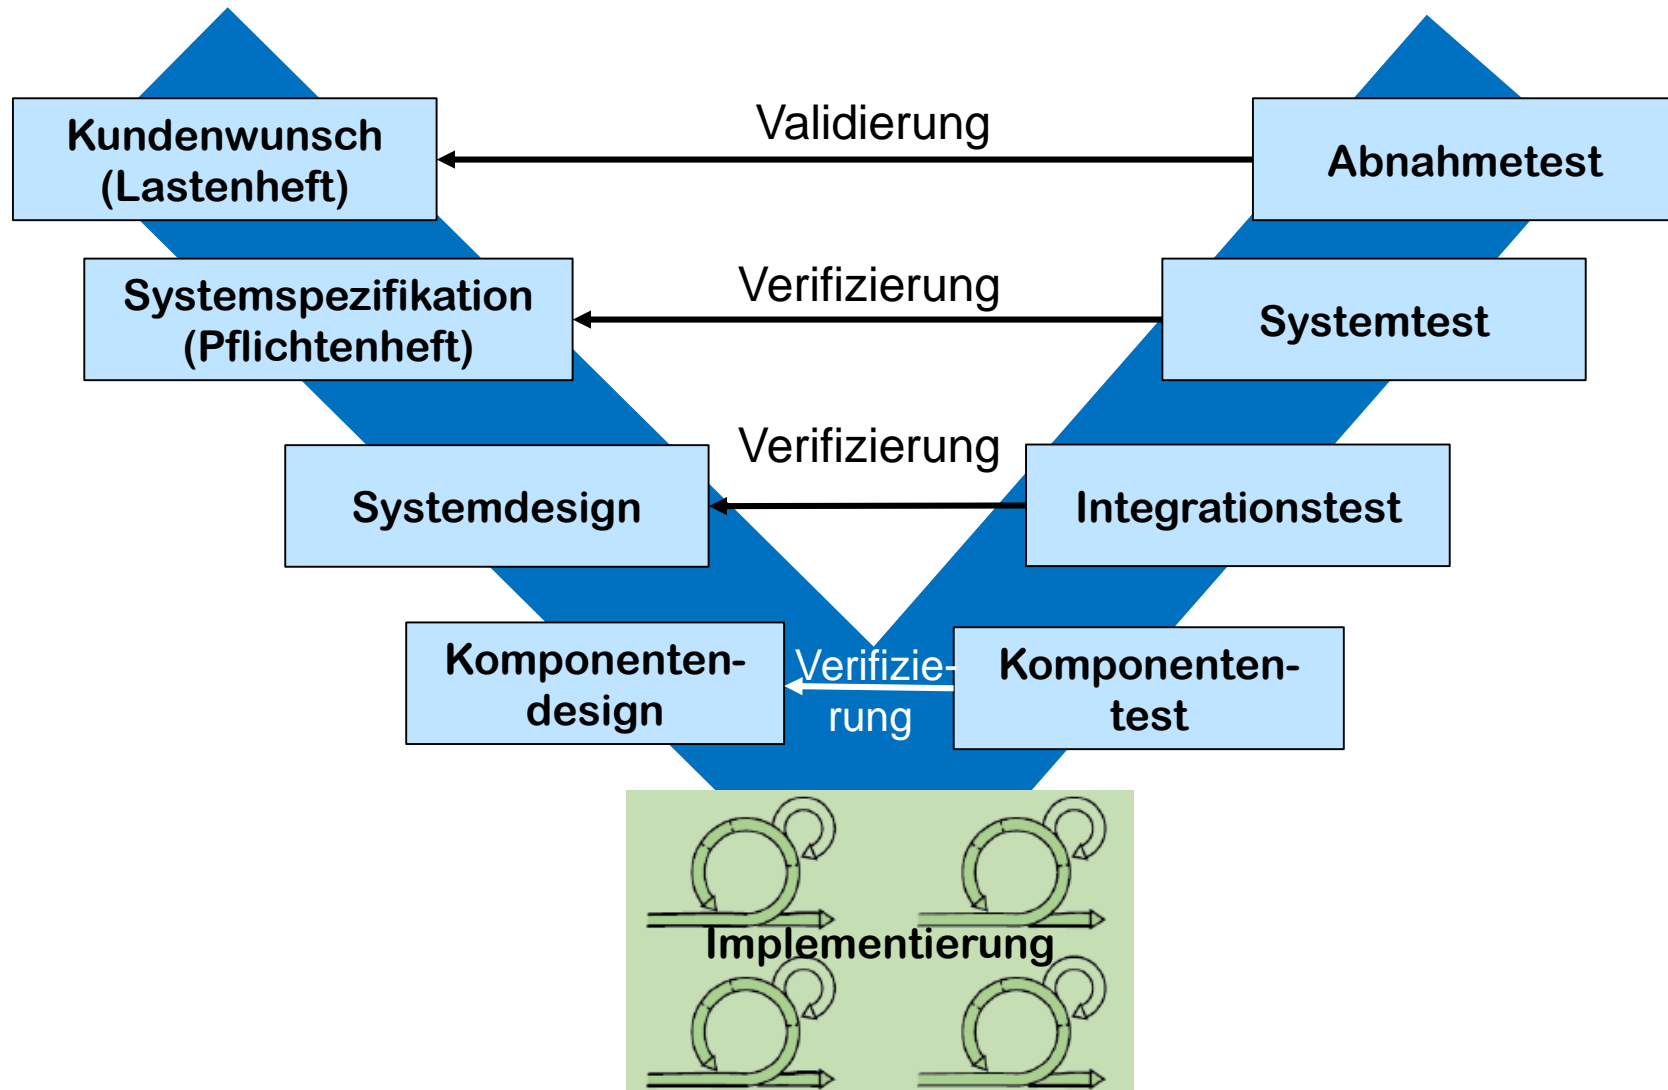 Kundenwunsch
(Lastenheft)
Validierung
Abnahmetest
Systemspezifikation
(Pflichtenheft)
Verifizierung
Systemtest
Systemdesign
Verifizierung
Integrationstest
Komponenten-
design
Verifizie-
rung
Komponenten-
test
Implementierung